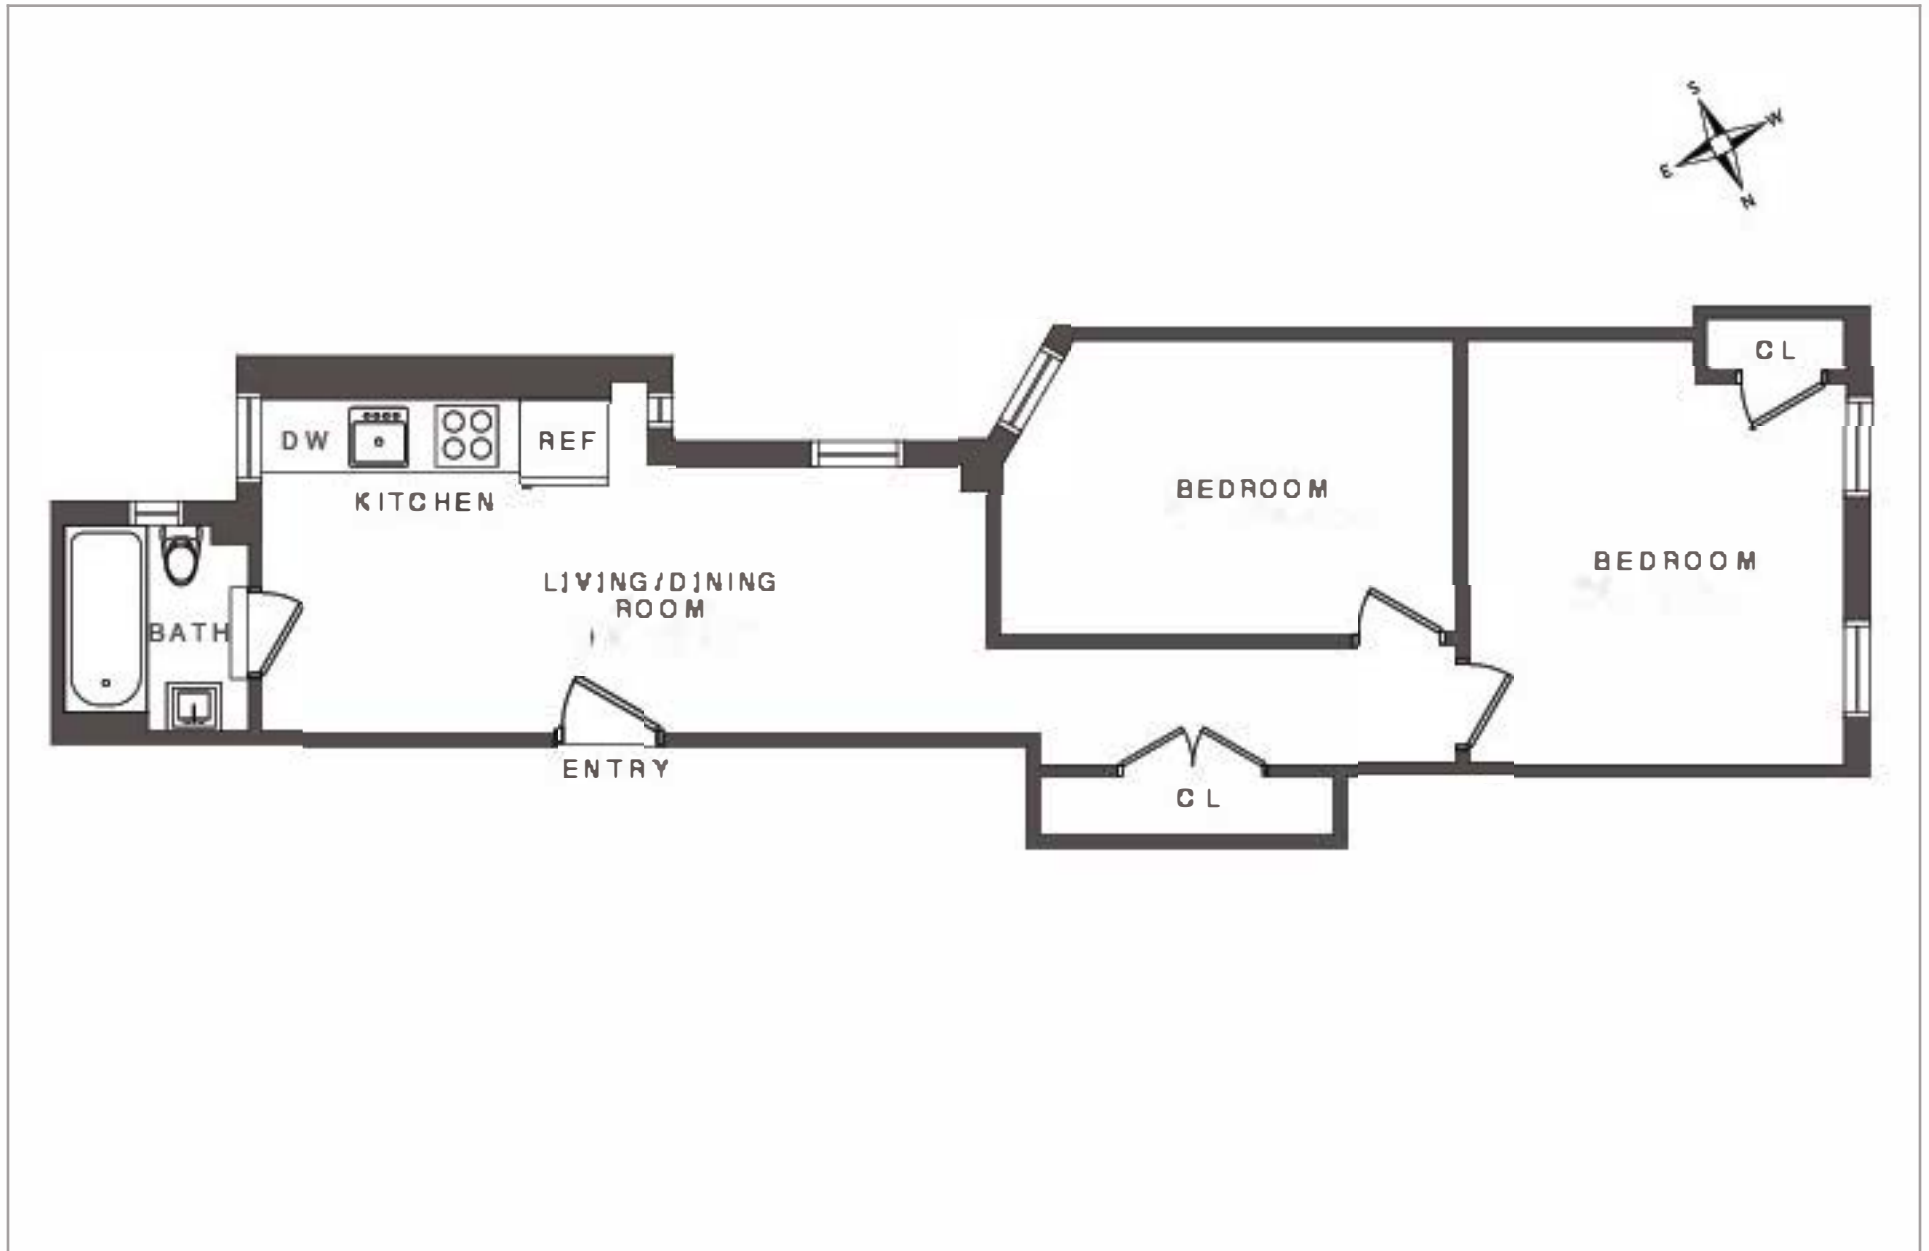 S
W
E
N
CL
DW
REF
KITCHEN
BEDROOM
BEDROOM
LIVING/DINING
ROOM
BATH
ENTRY
CL